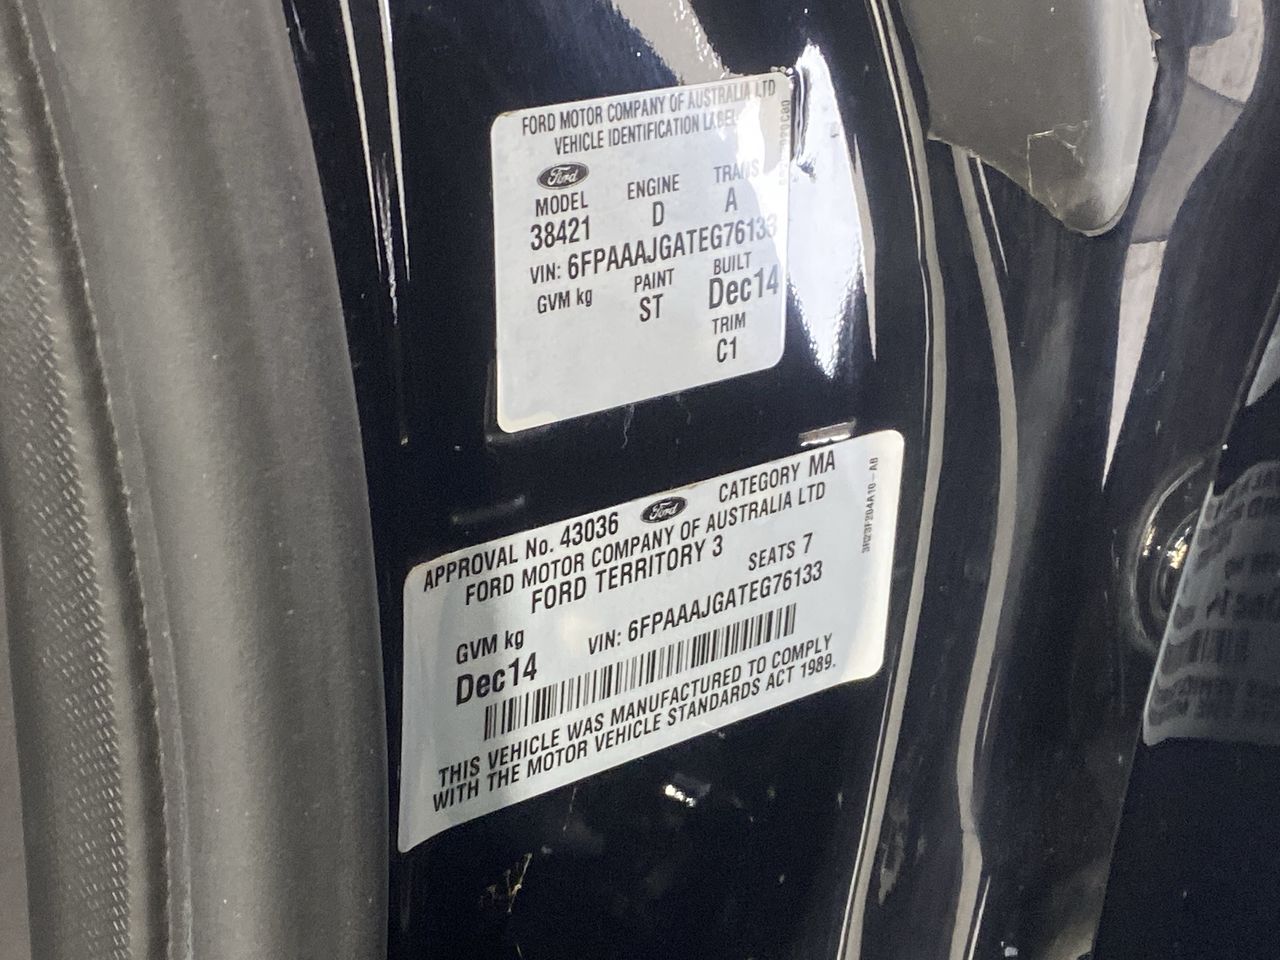 FORD MOTOR COMPANY OF AUSTRALIA LTD
VEHICLE IDENTIFICATION LABEL
Ford
MODEL ENGINE TRANS
38421 D A
VIN: 6FPAAAJGATEG76133
GVM kg PAINT BUILT
ST Dec14
TRIM
C1
APPROVAL No. 43036 Ford CATEGORY MA
FORD MOTOR COMPANY OF AUSTRALIA LTD
FORD TERRITORY 3
SEATS 7
GVM kg VIN: 6FPAAAJGATEG76133
Dec14
THIS VEHICLE WAS MANUFACTURED TO COMPLY
WITH THE MOTOR VEHICLE STANDARDS ACT 1989.
3R23F204A10-AB